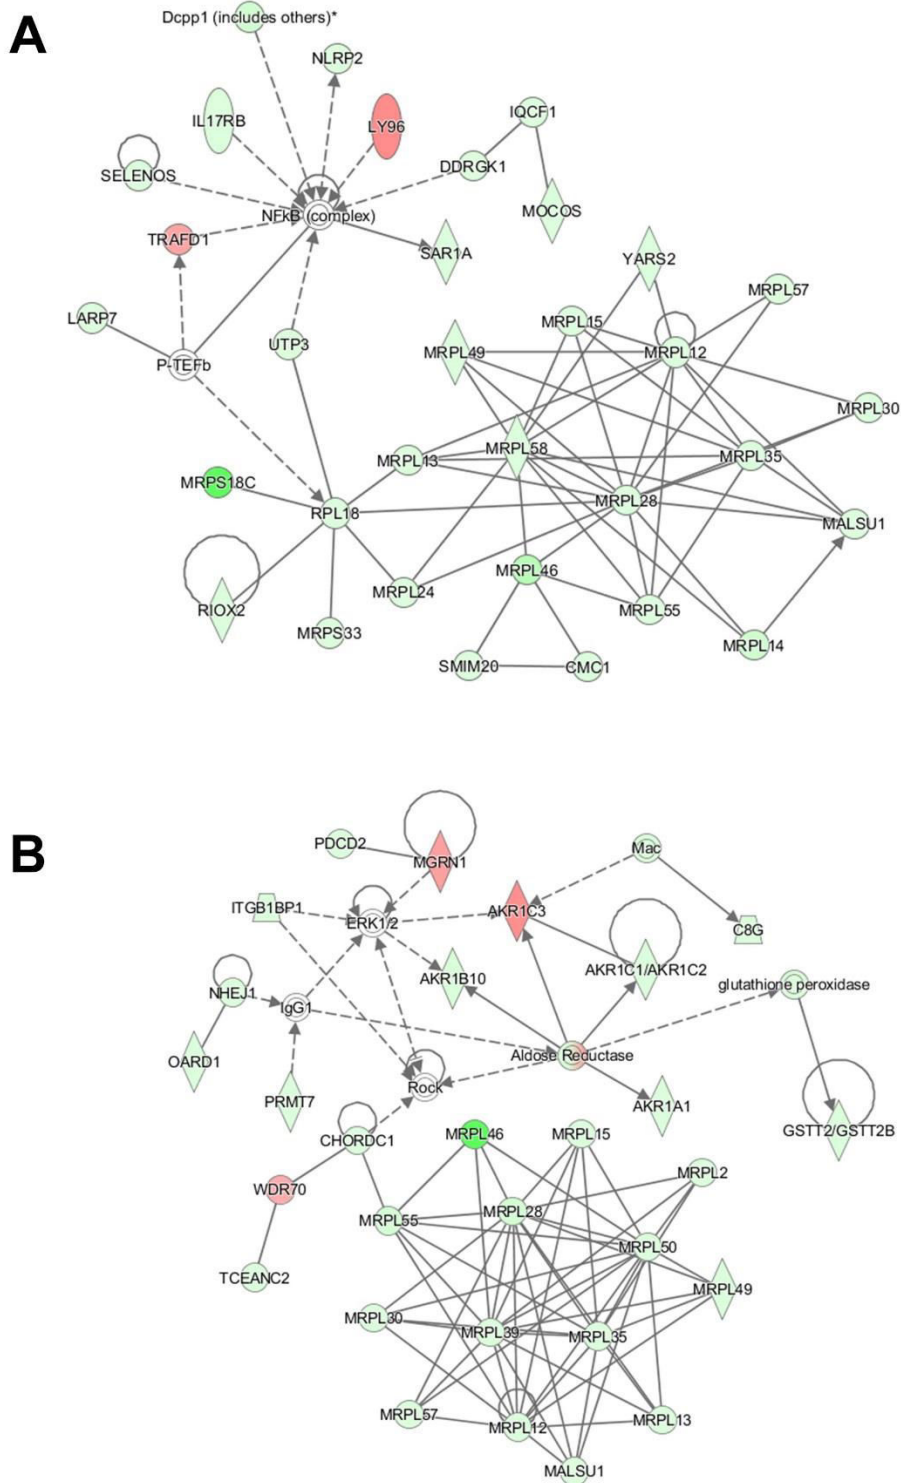 A
Dcpp1 (includes others)*
NLRP2
IL17RB
LY96
IQCF1
DDRGK1
SELENOS
MOCOS
NFkB (complex)
TRAFD1
SAR1A
YARS2
MRPL57
LARP7
MRPL15
UTP3
MRPL49
MRPL12
P-TEFb
MRPL30
MRPL58
MRPL13
MRPL35
MRPS18C
MRPL28
RPL18
MALSU1
MRPL46
MRPL24
RIOX2
MRPL55
MRPS33
MRPL14
SMIM20
CMC1
B
PDCD2
Mac
MGRN1
ITGB1BP1
AKR1C3
ERK1/2
C8G
AKR1C1/AKR1C2
AKR1B10
glutathione peroxidase
NHEJ1
IgG1
Aldose Reductase
OARD1
Rock
PRMT7
AKR1A1
GSTT2/GSTT2B
CHORDC1
MRPL46
MRPL15
MRPL2
WDR70
MRPL28
MRPL55
MRPL50
TCEANC2
MRPL49
MRPL30
MRPL39
MRPL35
MRPL57
MRPL13
MRPL12
MALSU1